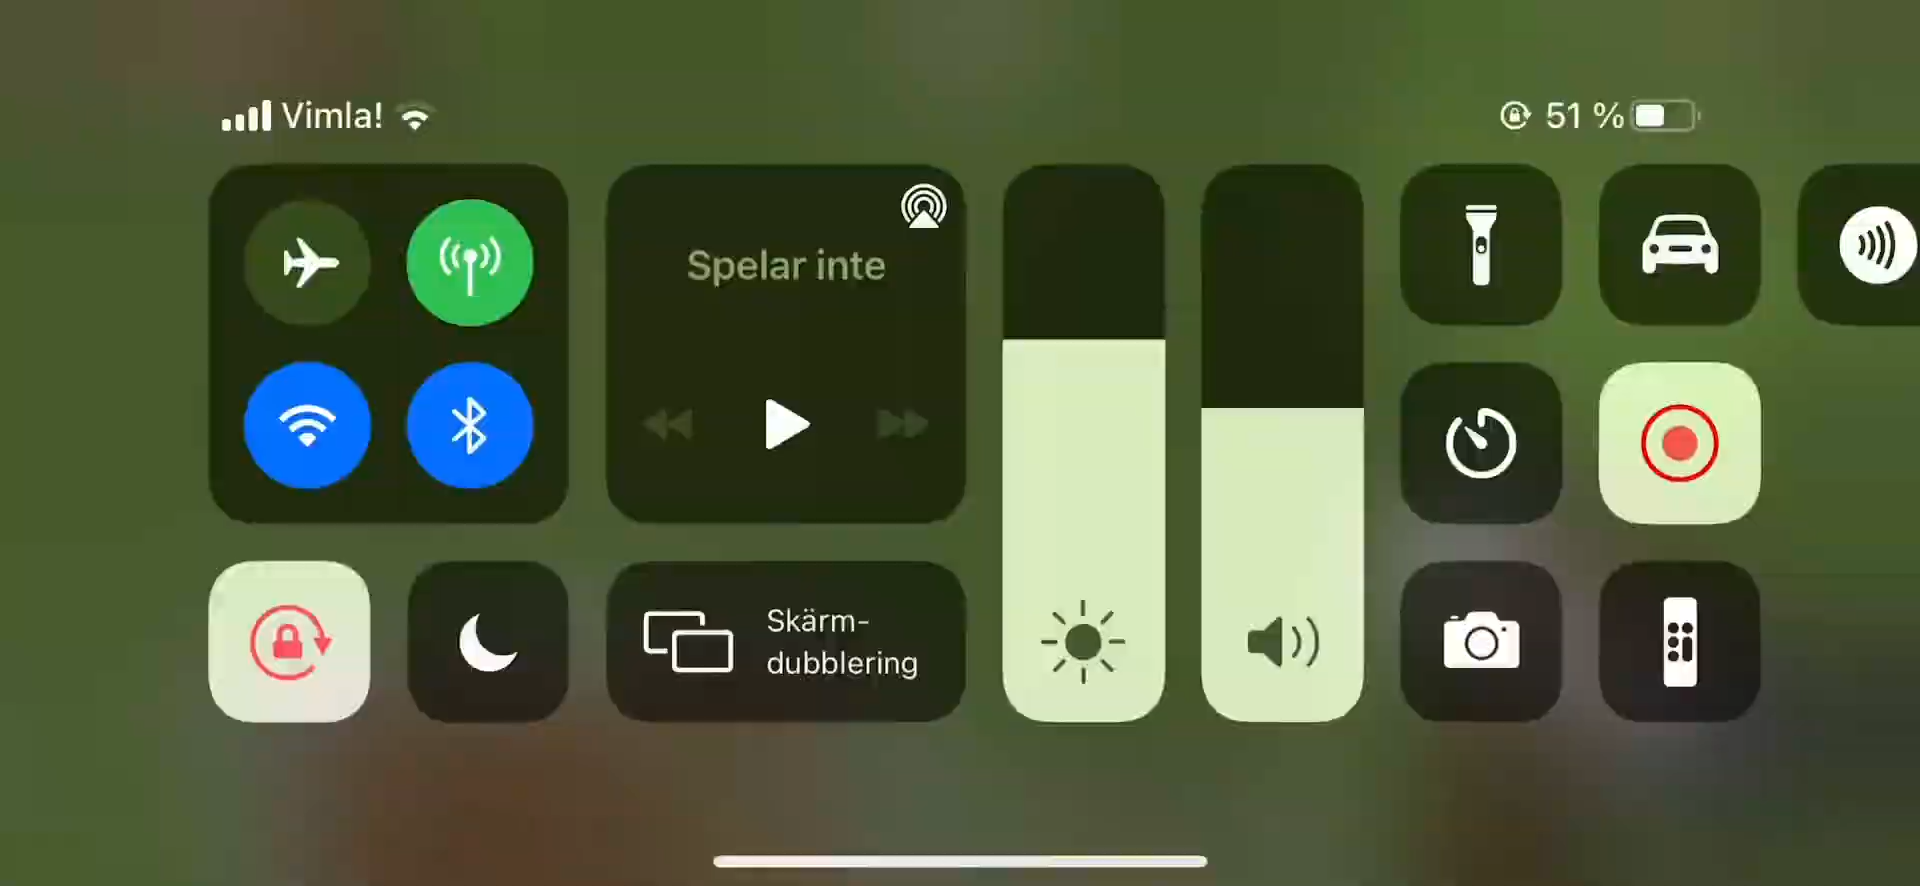 Vimla!
51 %
Spelar inte
Skärm-
dubblering